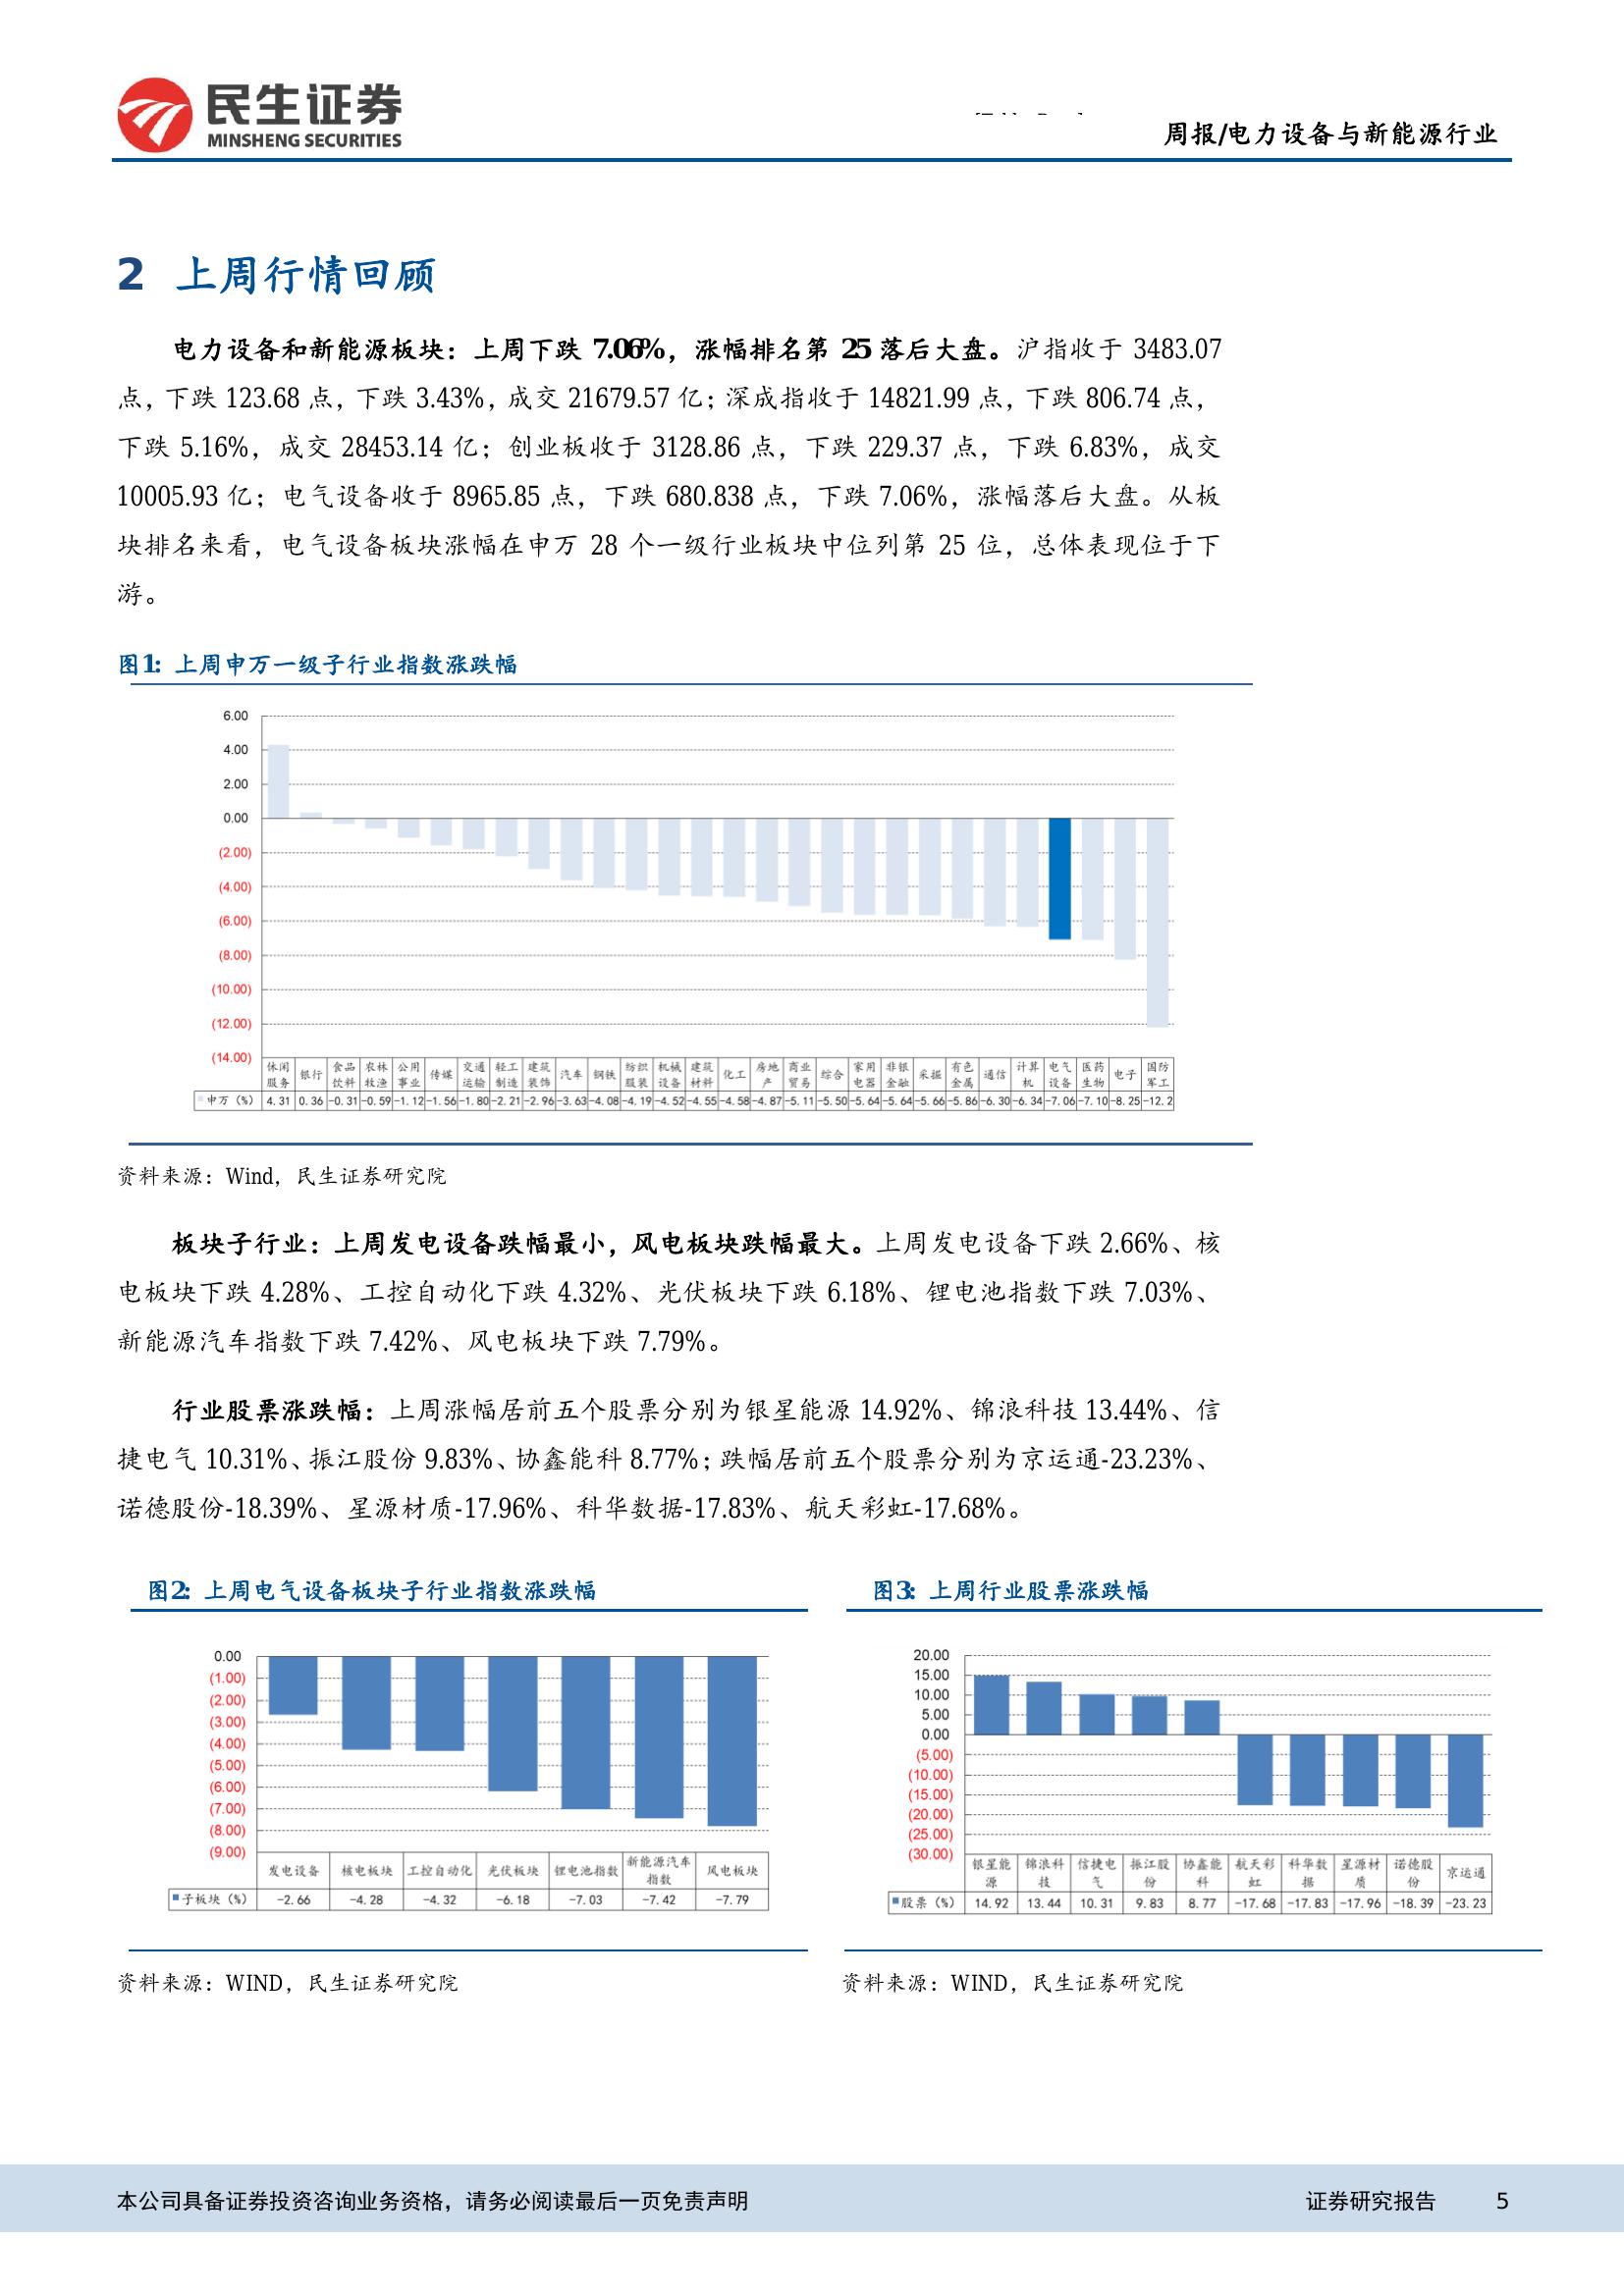 民生证券
MINSHENG SECURITIES
周报/电力设备与新能源行业
2 上周行情回顾
电力设备和新能源板块：上周下跌 7.06%，涨幅排名第 25 落后大盘。沪指收于 3483.07
点，下跌 123.68 点，下跌 3.43%，成交 21679.57 亿；深成指收于 14821.99 点，下跌 806.74 点，
下跌 5.16%，成交 28453.14 亿；创业板收于 3128.86 点，下跌 229.37 点，下跌 6.83%，成交
10005.93 亿；电气设备收于 8965.85 点，下跌 680.838 点，下跌 7.06%，涨幅落后大盘。从板
块排名来看，电气设备板块涨幅在申万 28 个一级行业板块中位列第 25 位，总体表现位于下
游。
图1：上周申万一级子行业指数涨跌幅
6.00
4.00
2.00
0.00
(2.00)
(4.00)
(6.00)
(8.00)
(10.00)
(12.00)
(14.00)
休闲服务 银行 食品饮料 农林牧渔 公用事业 传媒 交通运输 轻工制造 建筑装饰 汽车 钢铁 纺织服装 机械设备 建筑材料 化工 房地产 商业贸易 综合 家用电器 非银金融 采掘 有色金属 通信 计算机 电气设备 医药生物 电子 国防军工
申万（%） 4.31 0.36 -0.31 -0.59 -1.12 -1.56 -1.80 -2.21 -2.96 -3.63 -4.08 -4.19 -4.52 -4.55 -4.58 -4.87 -5.11 -5.50 -5.64 -5.64 -5.66 -5.86 -6.30 -6.34 -7.06 -7.10 -8.25 -12.2
资料来源：Wind，民生证券研究院
板块子行业：上周发电设备跌幅最小，风电板块跌幅最大。上周发电设备下跌 2.66%、核
电板块下跌 4.28%、工控自动化下跌 4.32%、光伏板块下跌 6.18%、锂电池指数下跌 7.03%、
新能源汽车指数下跌 7.42%、风电板块下跌 7.79%。
行业股票涨跌幅：上周涨幅居前五个股票分别为银星能源 14.92%、锦浪科技 13.44%、信
捷电气 10.31%、振江股份 9.83%、协鑫能科 8.77%；跌幅居前五个股票分别为京运通-23.23%、
诺德股份-18.39%、星源材质-17.96%、科华数据-17.83%、航天彩虹-17.68%。
图2：上周电气设备板块子行业指数涨跌幅
0.00
(1.00)
(2.00)
(3.00)
(4.00)
(5.00)
(6.00)
(7.00)
(8.00)
(9.00)
发电设备 核电板块 工控自动化 光伏板块 锂电池指数 新能源汽车指数 风电板块
子板块（%） -2.66 -4.28 -4.32 -6.18 -7.03 -7.42 -7.79
资料来源：WIND，民生证券研究院
图3：上周行业股票涨跌幅
20.00
15.00
10.00
5.00
0.00
(5.00)
(10.00)
(15.00)
(20.00)
(25.00)
(30.00)
银星能源 锦浪科技 信捷电气 振江股份 协鑫能科 航天彩虹 科华数据 星源材质 诺德股份 京运通
股票（%） 14.92 13.44 10.31 9.83 8.77 -17.68 -17.83 -17.96 -18.39 -23.23
资料来源：WIND，民生证券研究院
本公司具备证券投资咨询业务资格，请务必阅读最后一页免责声明
证券研究报告 5